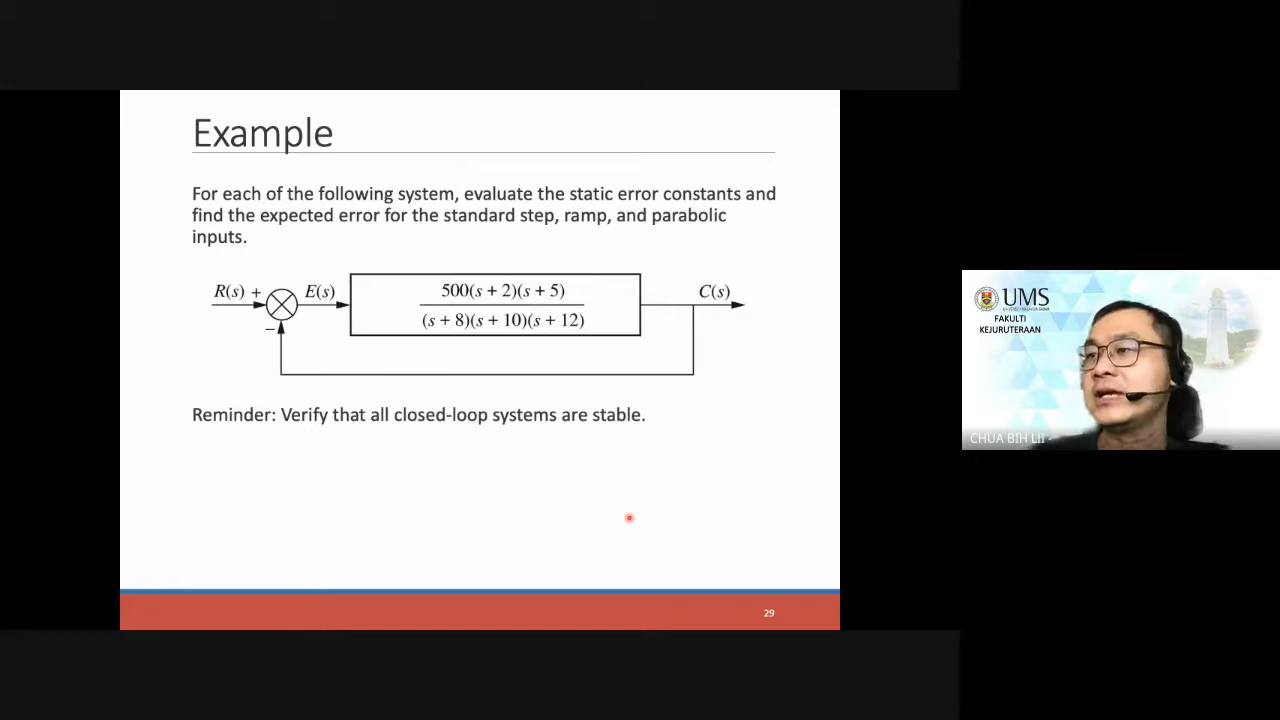 Example
For each of the following system, evaluate the static error constants and
find the expected error for the standard step, ramp, and parabolic
inputs.
R(s) +
E(s)
500(s + 2)(s + 5)
(s + 8)(s + 10)(s + 12)
C(s)
−
Reminder: Verify that all closed-loop systems are stable.
29
UMS
FAKULTI
KEJURUTERAAN
CHUA BIH LII -